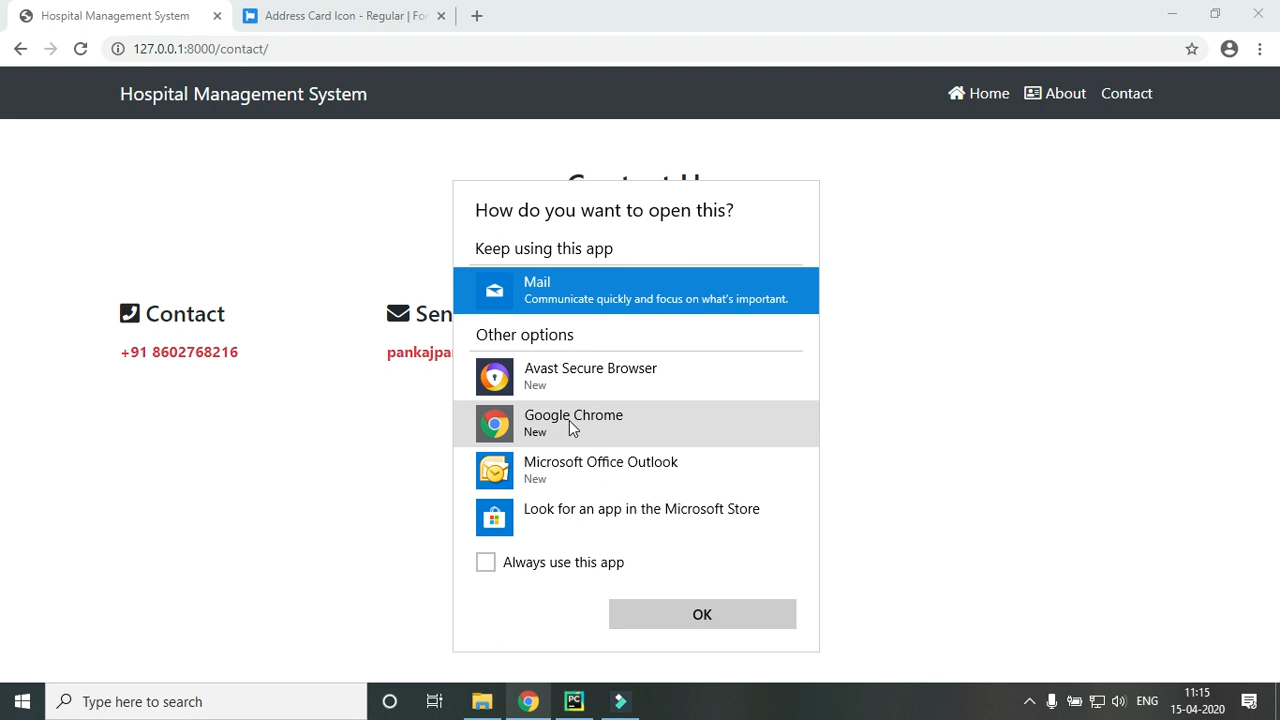 Hospital Management System
Address Card Icon - Regular | For
127.0.0.1:8000/contact/
Hospital Management System
Home
About
Contact
How do you want to open this?
Keep using this app
Mail
Communicate quickly and focus on what's important.
Other options
Avast Secure Browser
New
Google Chrome
New
Microsoft Office Outlook
New
Look for an app in the Microsoft Store
Always use this app
OK
Contact
+91 8602768216
Type here to search
PC
ENG
11:15
15-04-2020